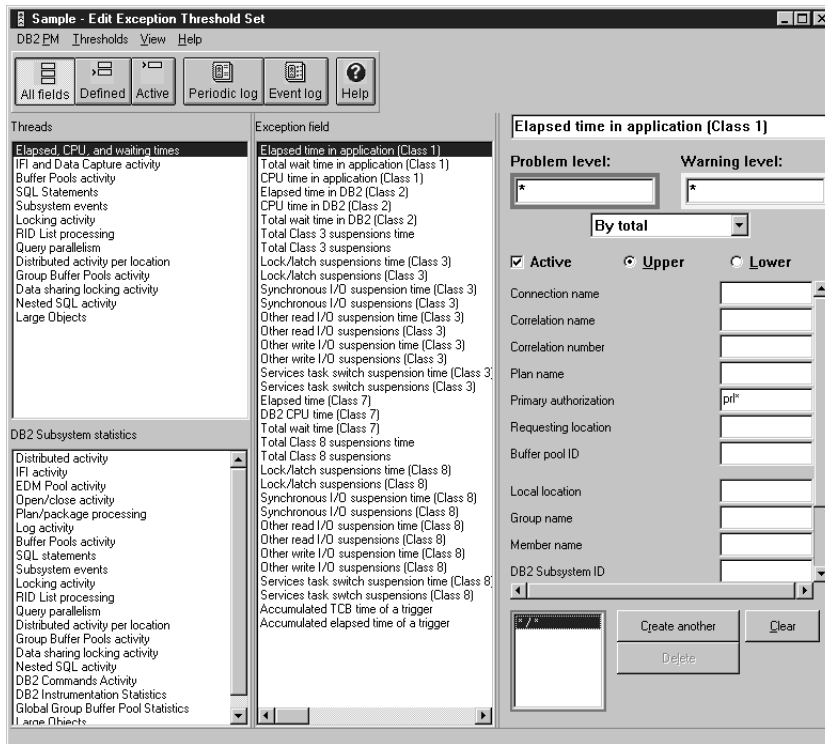 Sample - Edit Exception Threshold Set
DB2 PM Thresholds View Help
All fields Defined Active Periodic log Event log Help
Threads
Elapsed, CPU, and waiting times
IFI and Data Capture activity
Buffer Pools activity
SQL Statements
Subsystem events
Locking activity
RID List processing
Query parallelism
Distributed activity per location
Group Buffer Pools activity
Data sharing locking activity
Nested SQL activity
Large Objects
DB2 Subsystem statistics
Distributed activity
IFI activity
EDM Pool activity
Open/close activity
Plan/package processing
Log activity
Buffer Pools activity
SQL statements
Subsystem events
Locking activity
RID List processing
Query parallelism
Distributed activity per location
Group Buffer Pools activity
Data sharing locking activity
Nested SQL activity
DB2 Commands Activity
DB2 Instrumentation Statistics
Global Group Buffer Pool Statistics
Large Objects
Exception field
Elapsed time in application (Class 1)
Total wait time in application (Class 1)
CPU time in application (Class 1)
Elapsed time in DB2 (Class 2)
CPU time in DB2 (Class 2)
Total wait time in DB2 (Class 2)
Total Class 3 suspensions time
Total Class 3 suspensions
Lock/latch suspensions time (Class 3)
Lock/latch suspensions (Class 3)
Synchronous I/O suspension time (Class 3)
Synchronous I/O suspensions (Class 3)
Other read I/O suspension time (Class 3)
Other read I/O suspensions (Class 3)
Other write I/O suspension time (Class 3)
Other write I/O suspensions (Class 3)
Services task switch suspension time (Class 3)
Services task switch suspensions (Class 3)
Elapsed time (Class 7)
DB2 CPU time (Class 7)
Total wait time (Class 7)
Total Class 8 suspensions time
Total Class 8 suspensions
Lock/latch suspensions time (Class 8)
Lock/latch suspensions (Class 8)
Synchronous I/O suspension time (Class 8)
Synchronous I/O suspensions (Class 8)
Other read I/O suspension time (Class 8)
Other read I/O suspensions (Class 8)
Other write I/O suspension time (Class 8)
Other write I/O suspensions (Class 8)
Services task switch suspension time (Class 8
Services task swtch suspensions (Class 8)
Accumulated TCB time of a trigger
Accumulated elapsed time of a trigger
Elapsed time in application (Class 1)
Problem level: Warning level:
* *
By total
Active Upper Lower
Connection name
Correlation name
Correlation number
Plan name
Primary authorization prl*
Requesting location
Buffer pool ID
Local location
Group name
Member name
DB2 Subsystem ID
* / *
Create another Clear
Delete